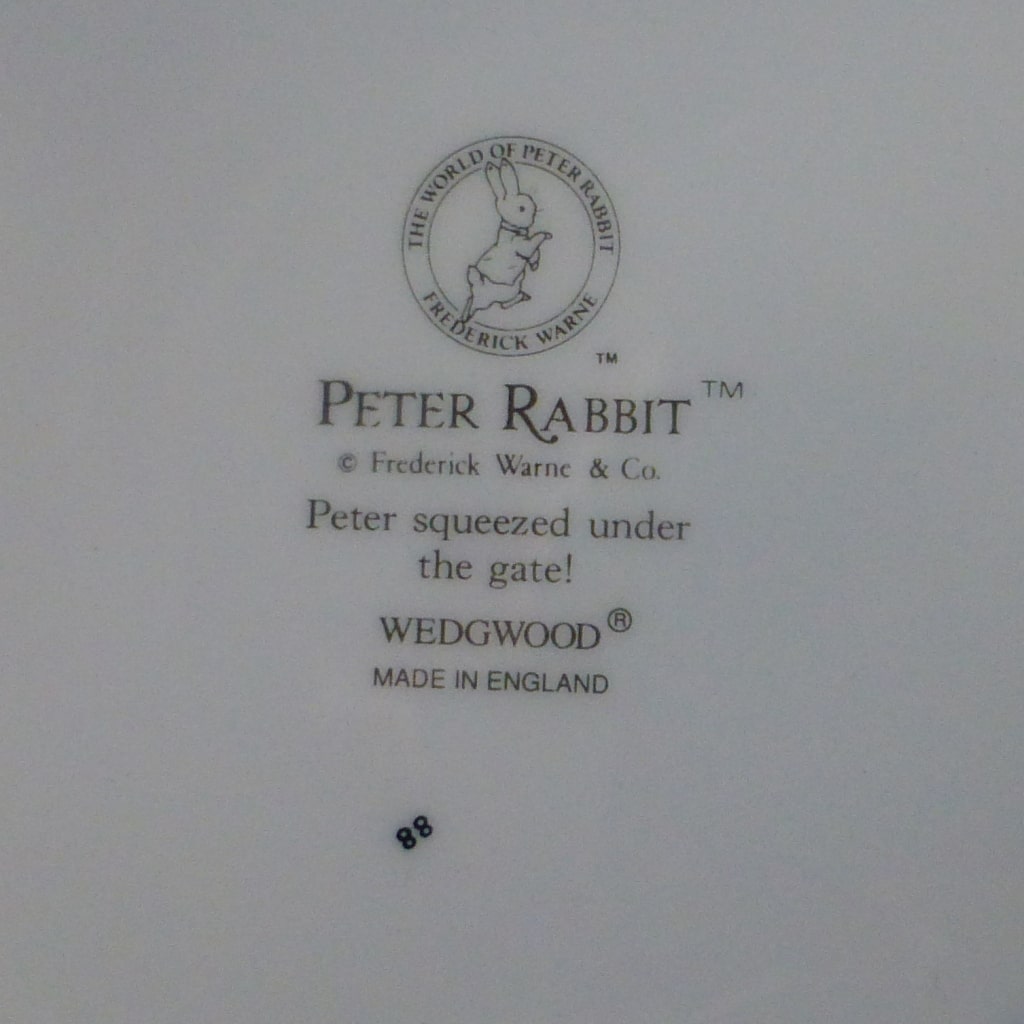 THE WORLD OF PETER RABBIT
FREDERICK WARNE
TM
PETER RABBIT TM
© Frederick Warne & Co.
Peter squeezed under
the gate!
WEDGWOOD®
MADE IN ENGLAND
88